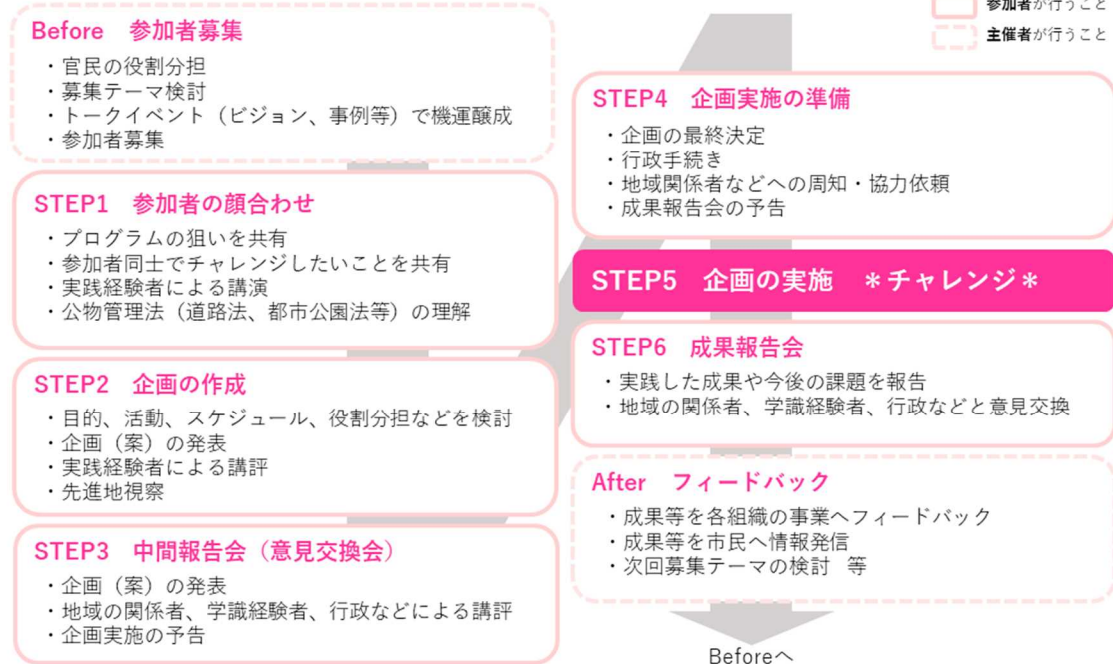 参加者が行うこと
主催者が行うこと
Before 参加者募集
・官民の役割分担
・募集テーマ検討
・トークイベント（ビジョン、事例等）で機運醸成
・参加者募集
STEP1 参加者の顔合わせ
・プログラムの狙いを共有
・参加者同士でチャレンジしたいことを共有
・実践経験者による講演
・公物管理法（道路法、都市公園法等）の理解
STEP2 企画の作成
・目的、活動、スケジュール、役割分担などを検討
・企画（案）の発表
・実践経験者による講評
・先進地視察
STEP3 中間報告会（意見交換会）
・企画（案）の発表
・地域の関係者、学識経験者、行政などによる講評
・企画実施の予告
STEP4 企画実施の準備
・企画の最終決定
・行政手続き
・地域関係者などへの周知・協力依頼
・成果報告会の予告
STEP5 企画の実施 ＊チャレンジ＊
STEP6 成果報告会
・実践した成果や今後の課題を報告
・地域の関係者、学識経験者、行政などと意見交換
After フィードバック
・成果等を各組織の事業へフィードバック
・成果等を市民へ情報発信
・次回募集テーマの検討 等
Beforeへ